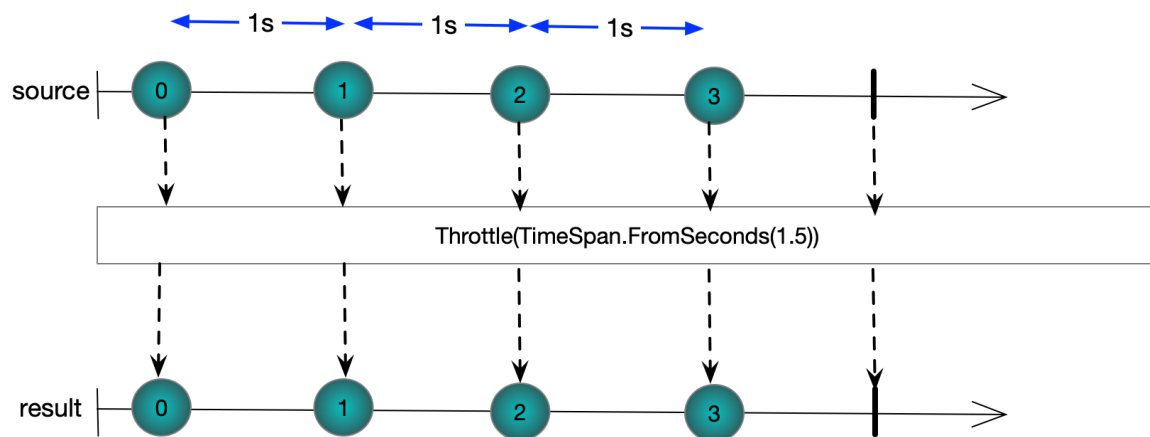 1s 1s 1s
source 0 1 2 3
Throttle(TimeSpan.FromSeconds(1.5))
result 0 1 2 3